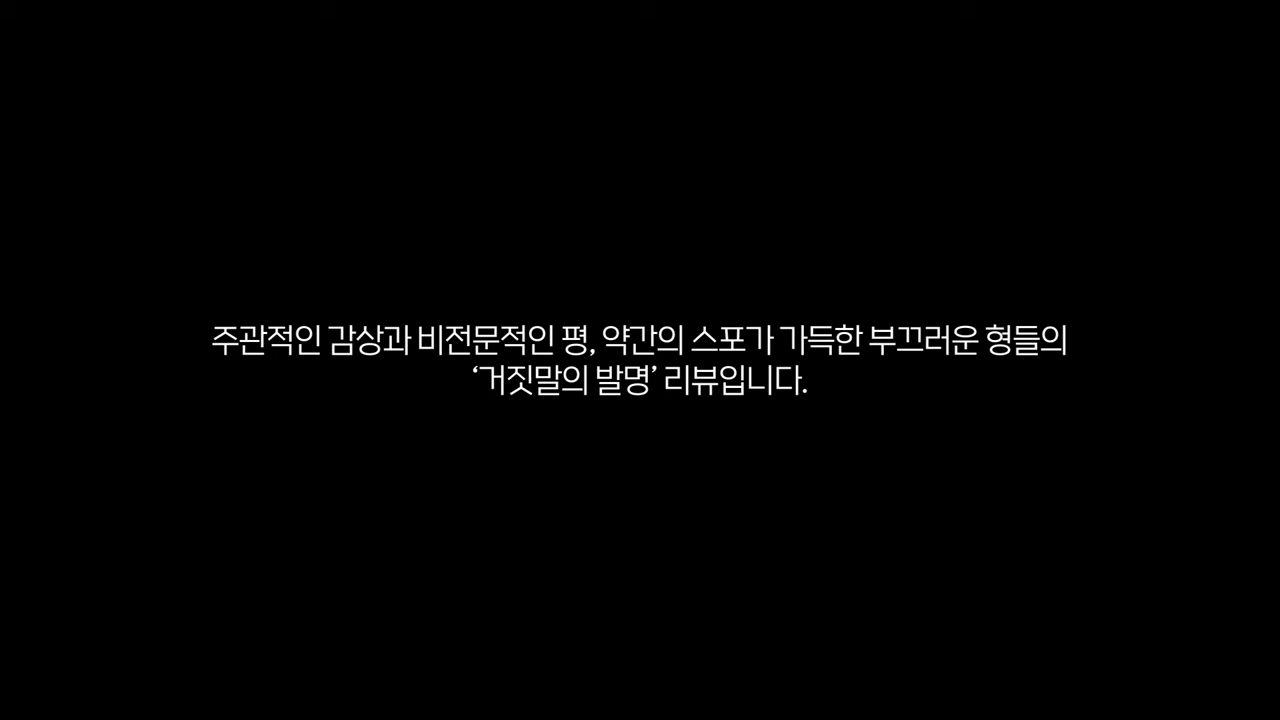 주관적인 감상과 비전문적인 평, 약간의 스포가 가득한 부끄러운 형들의
‘거짓말의 발명’ 리뷰입니다.